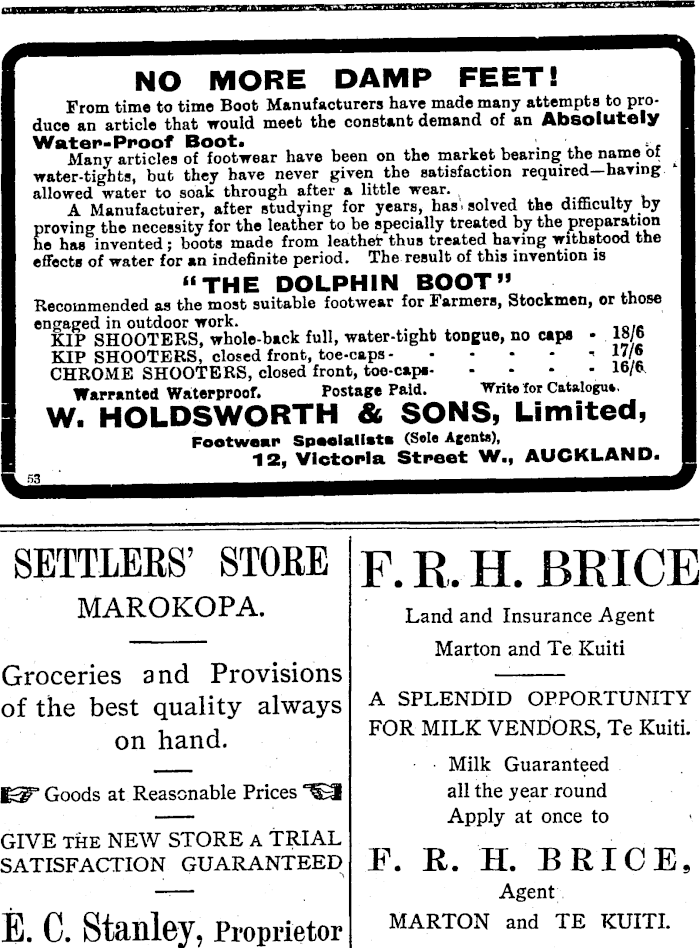 NO MORE DAMP FEET!
From time to time Boot Manufacturers have made many attempts to pro-
duce an article that would meet the constant demand of an Absolutely
Water-Proof Boot.
Many articles of footwear have been on the market bearing the name of
water-tights, but they have never given the satisfaction required—having
allowed water to soak through after a little wear.
A Manufacturer, after studying for years, has solved the difficulty by
proving the necessity for the leather to be specially treated by the preparation
he has invented; boots made from leather thus treated having withstood the
effects of water for an indefinite period. The result of this invention is
"THE DOLPHIN BOOT"
Recommended as the most suitable footwear for Farmers, Stockmen, or those
engaged in outdoor work.
KIP SHOOTERS, whole-back full, water-tight tongue, no caps - 18/6
KIP SHOOTERS, closed front, toe-caps - - - - - - 17/6
CHROME SHOOTERS, closed front, toe-caps- - - - - 16/6
Warranted Waterproof. Postage Paid. Write for Catalogue.
W. HOLDSWORTH & SONS, Limited,
Footwear Specialists (Sole Agents),
12, Victoria Street W., AUCKLAND.
53
SETTLERS' STORE
MAROKOPA.
Groceries and Provisions
of the best quality always
on hand.
Goods at Reasonable Prices
GIVE THE NEW STORE A TRIAL
SATISFACTION GUARANTEED
E. C. Stanley, Proprietor
F. R. H. BRICE
Land and Insurance Agent
Marton and Te Kuiti
A SPLENDID OPPORTUNITY
FOR MILK VENDORS, Te Kuiti.
Milk Guaranteed
all the year round
Apply at once to
F. R. H. BRICE,
Agent
MARTON and TE KUITI.